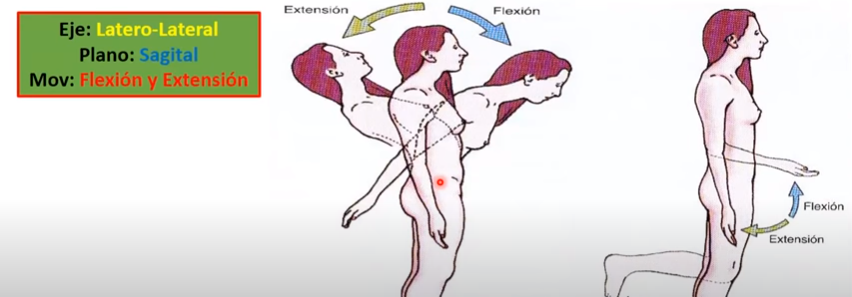 Eje: Latero-Lateral
Plano: Sagital
Mov: Flexión y Extensión
Extensión
Flexión
Flexión
Extensión